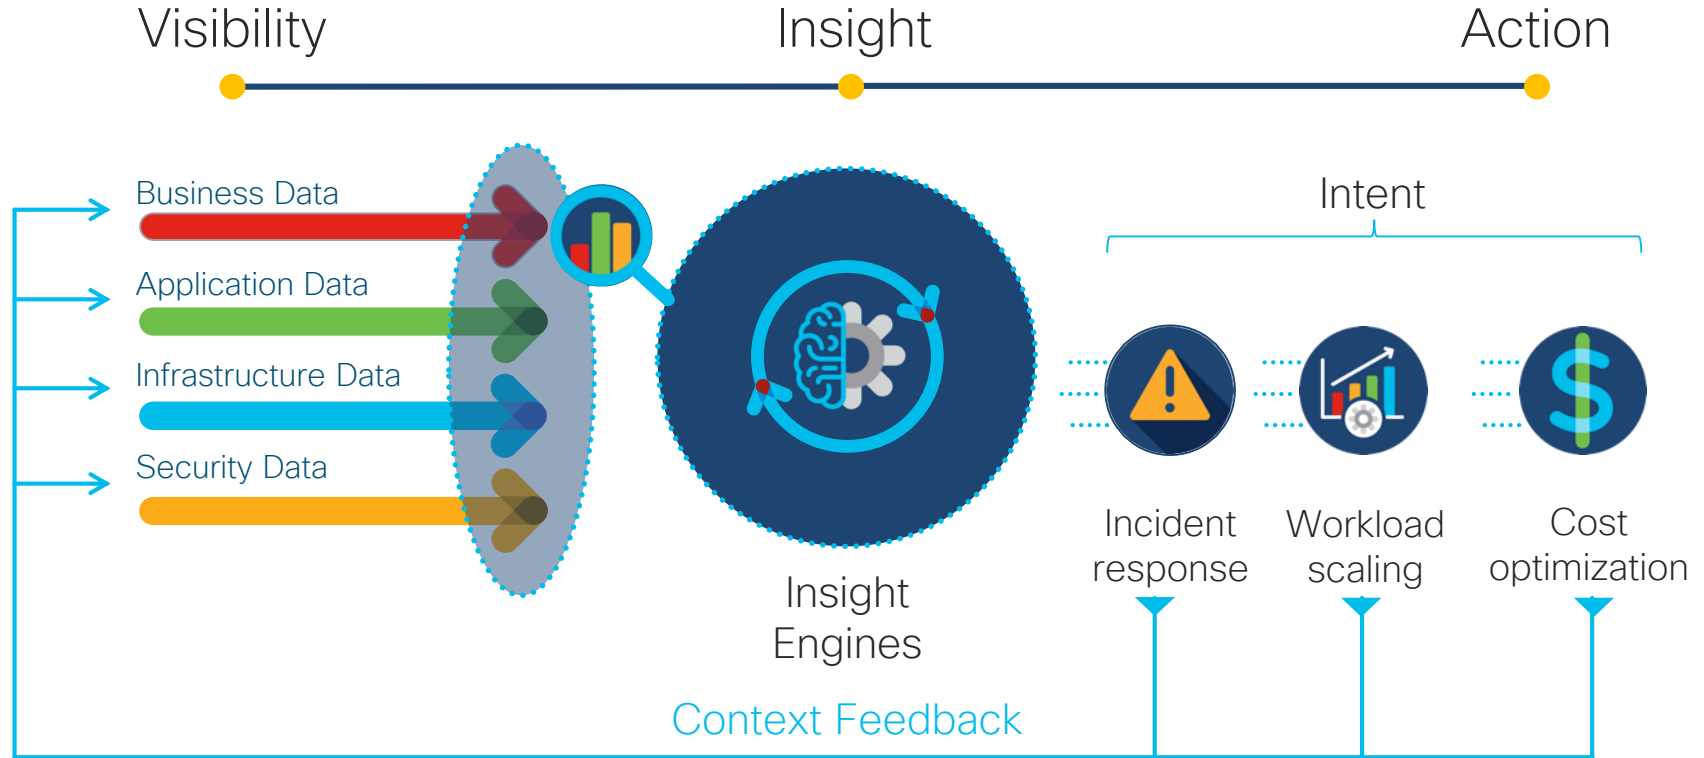 Visibility
Insight
Action
Business Data
Application Data
Infrastructure Data
Security Data
Insight
Engines
Intent
Incident
response
Workload
scaling
Cost
optimization
Context Feedback